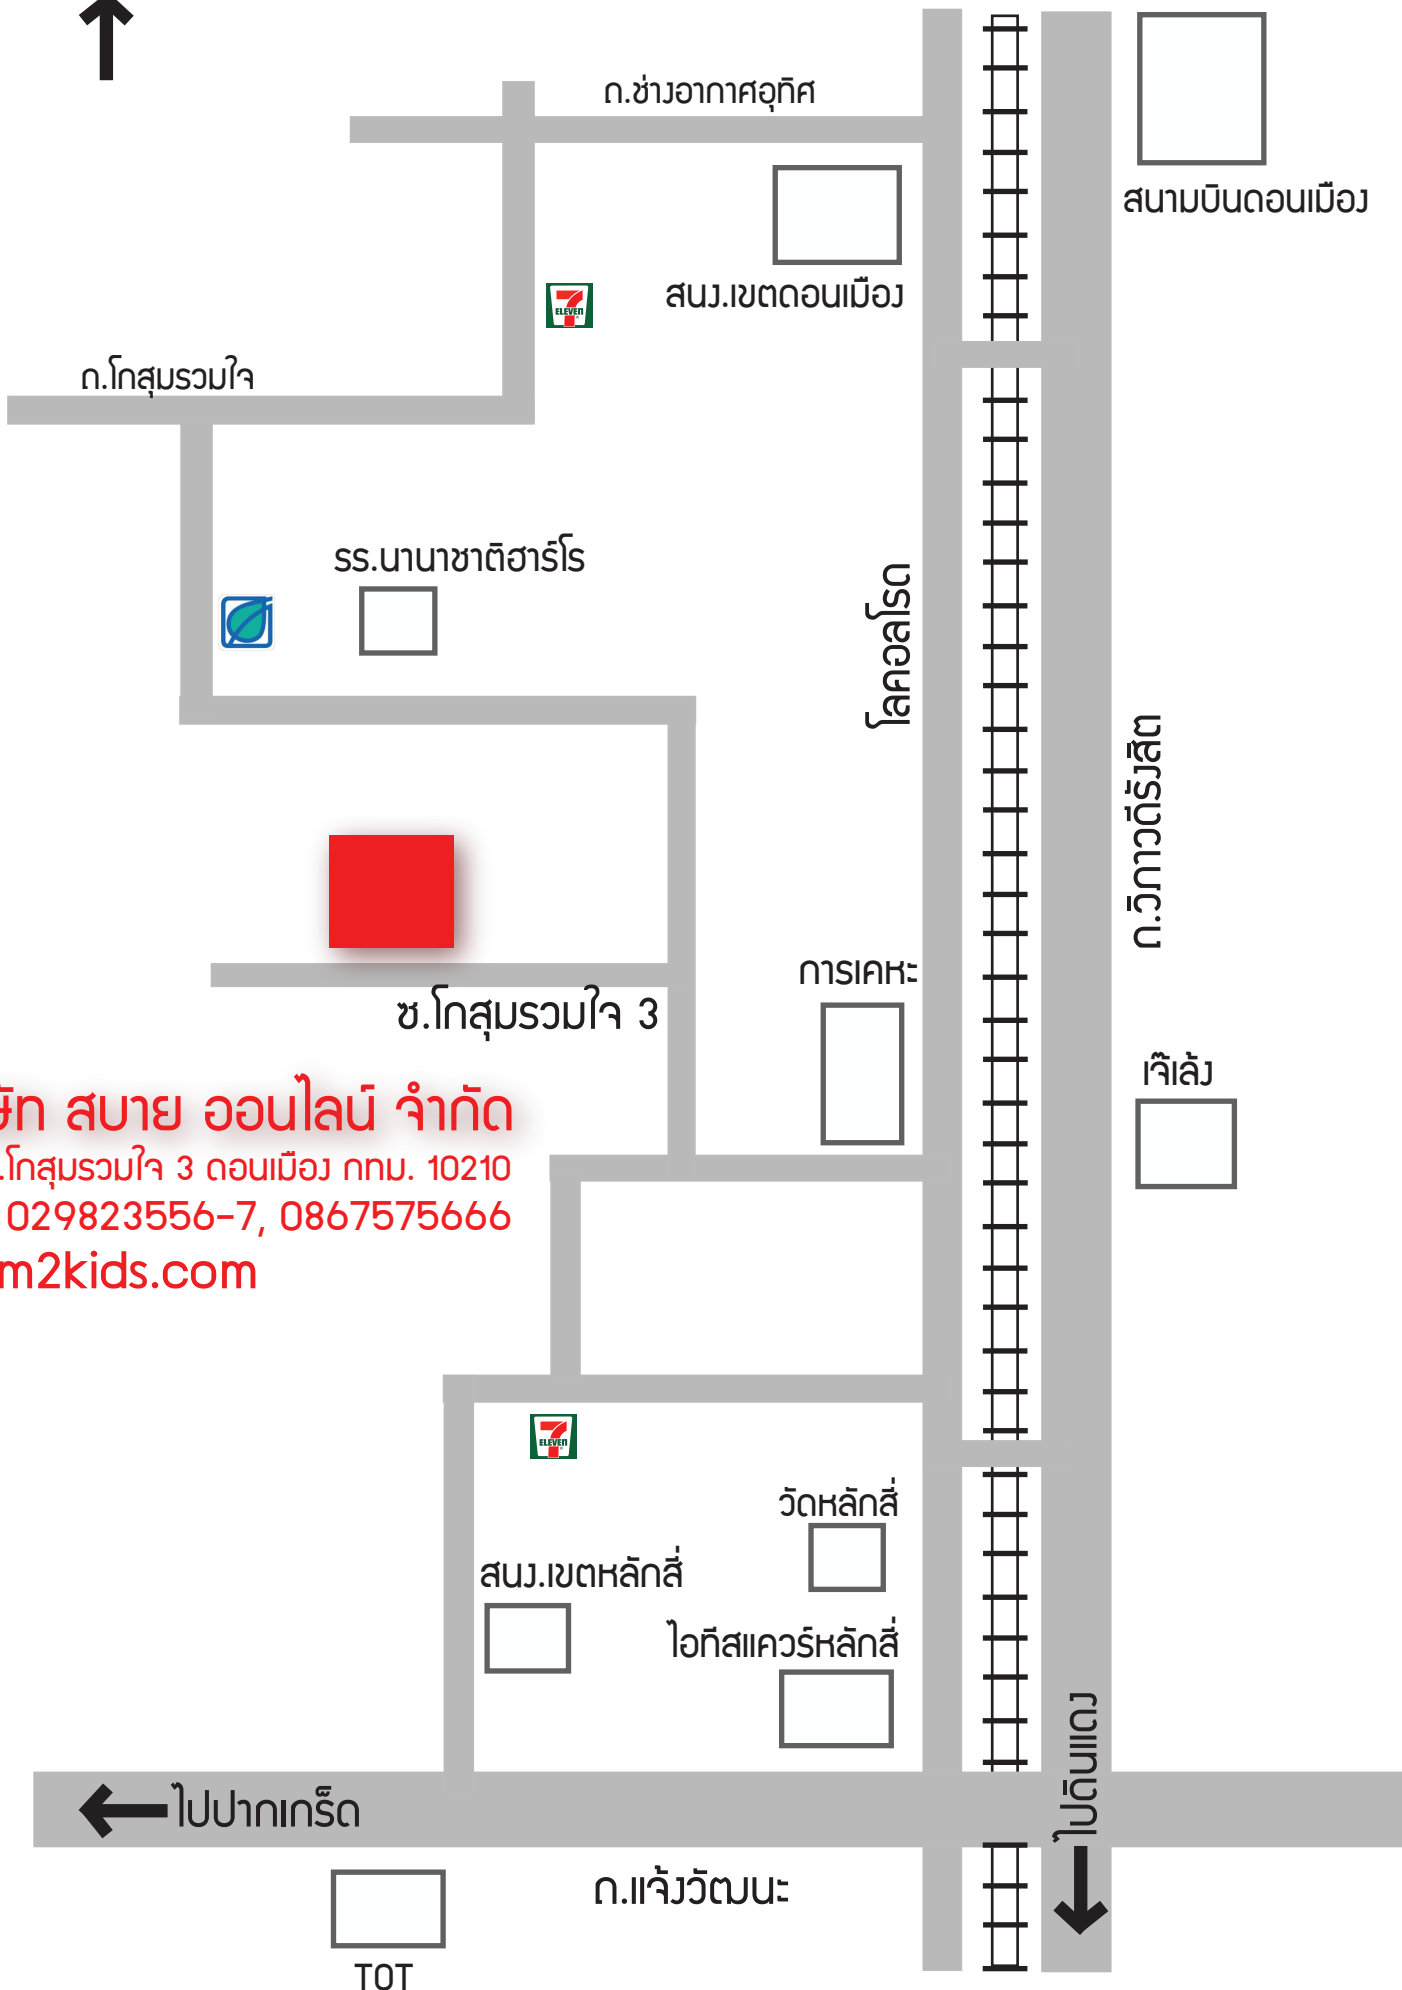 ถ.ช่างอากาศอุทิศ
สนามบินดอนเมือง
สนง.เขตดอนเมือง
7
ELEVEN
ถ.โกสุมรวมใจ
รร.นานาชาติฮาร์โร
โลคอลโรด
ถ.วิภาวดีรังสิต
การเคหะ
ซ.โกสุมรวมใจ 3
เจ๊เล้ง
ษัท สบาย ออนไลน์ จำกัด
.โกสุมรวมใจ 3 ดอนเมือง กทม. 10210
029823556-7, 0867575666
m2kids.com
7
ELEVEN
วัดหลักสี่
สนง.เขตหลักสี่
ไอทีสแควร์หลักสี่
ไปดินแดง
ไปปากเกร็ด
ถ.แจ้งวัฒนะ
TOT